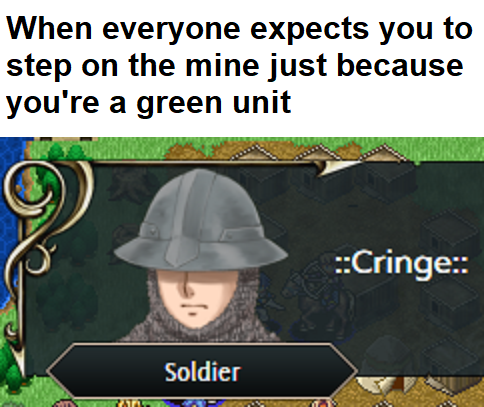 When everyone expects you to
step on the mine just because
you're a green unit
::Cringe::
Soldier